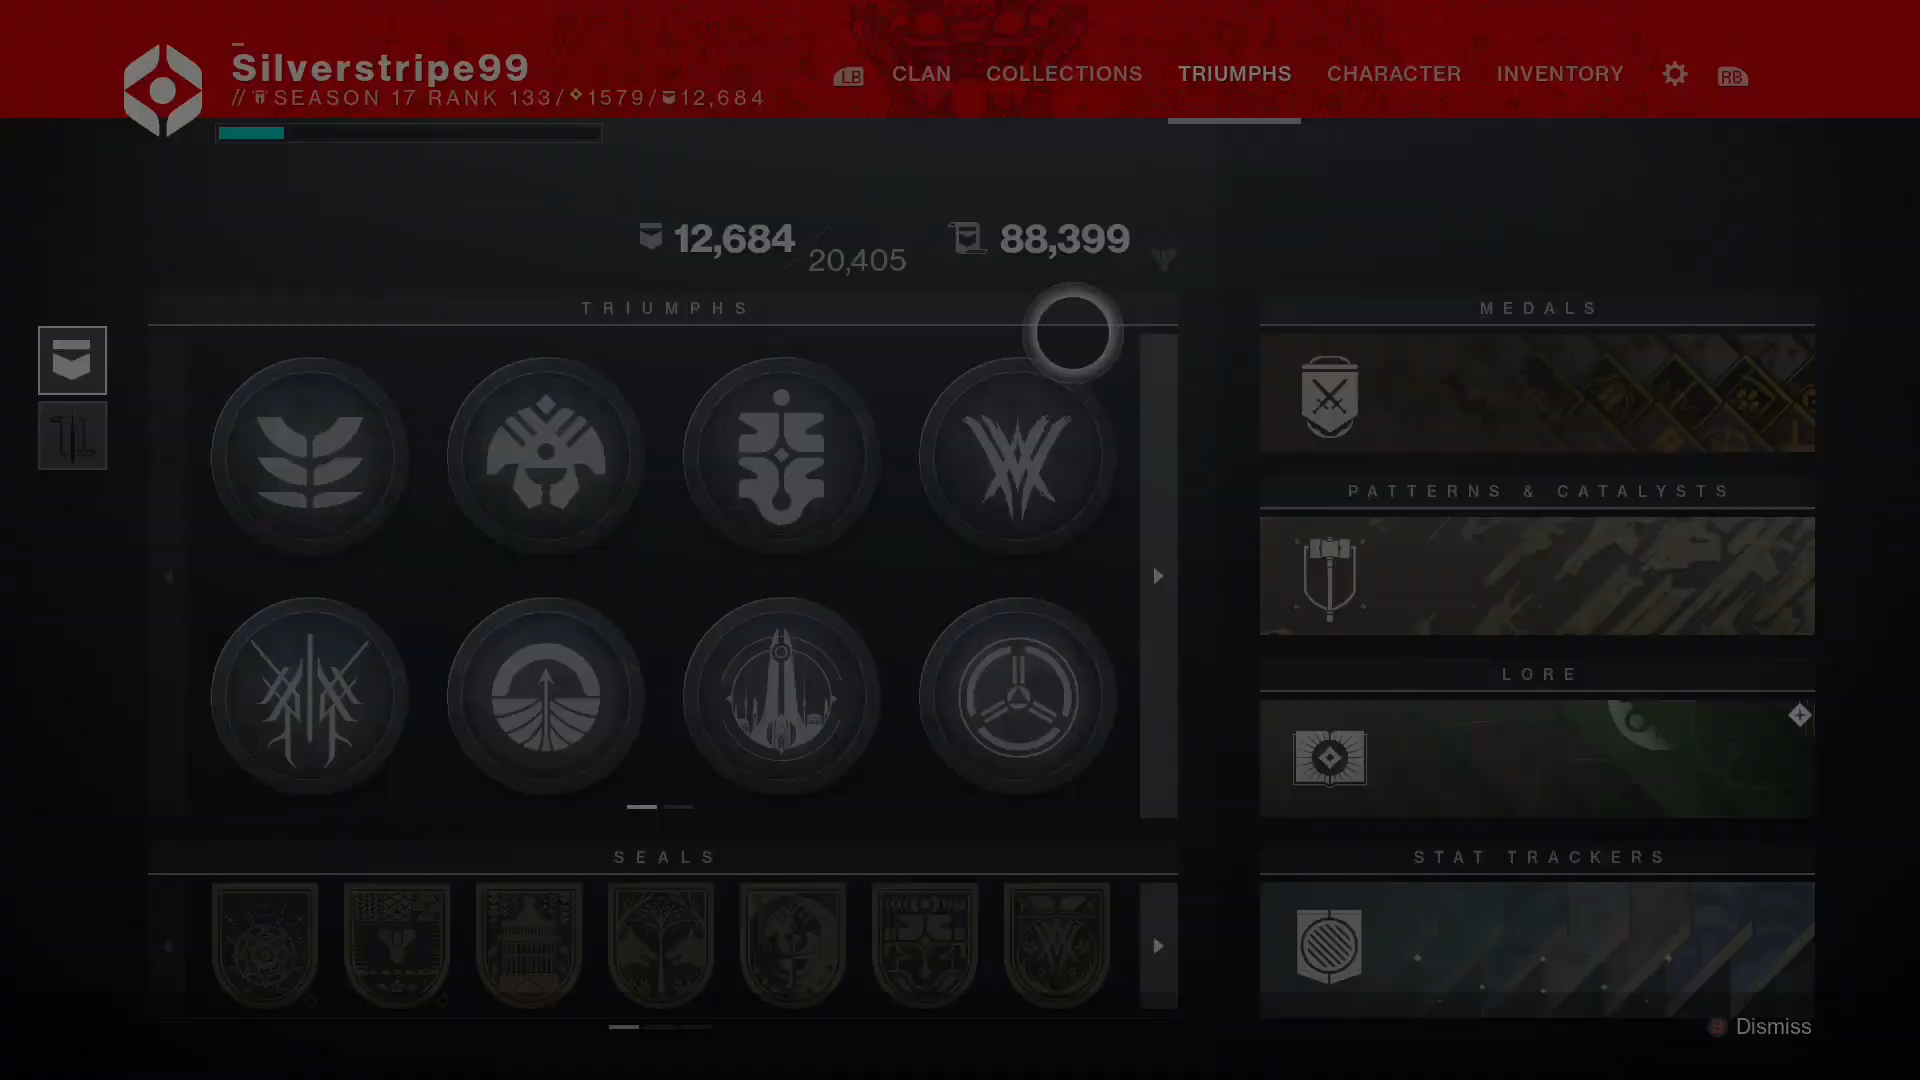 Silverstripe99
// SEASON 17 RANK 133/ 1579/ 12,684
LB CLAN COLLECTIONS TRIUMPHS CHARACTER INVENTORY RB
12,684 / 20,405 88,399
TRIUMPHS
MEDALS
PATTERNS & CATALYSTS
LORE
SEALS
STAT TRACKERS
B Dismiss